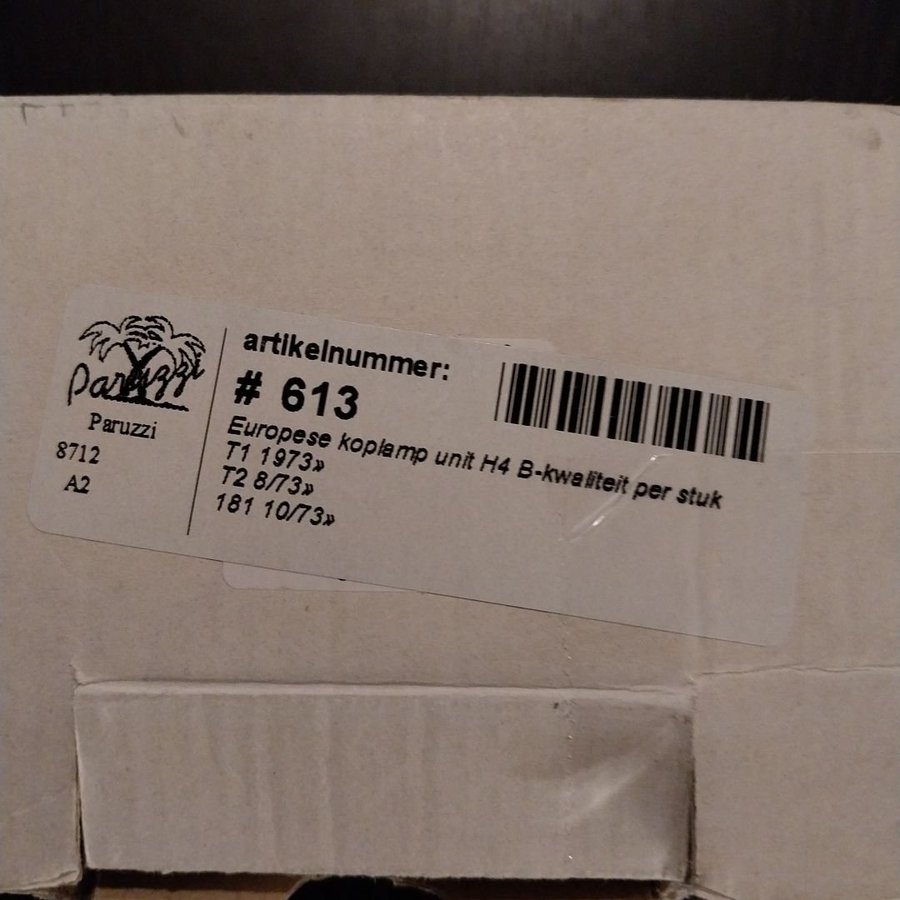 Paruzzi
Paruzzi
8712
A2
artikelnummer:
# 613
Europese koplamp unit H4 B-kwaliteit per stuk
T1 1973»
T2 8/73»
181 10/73»